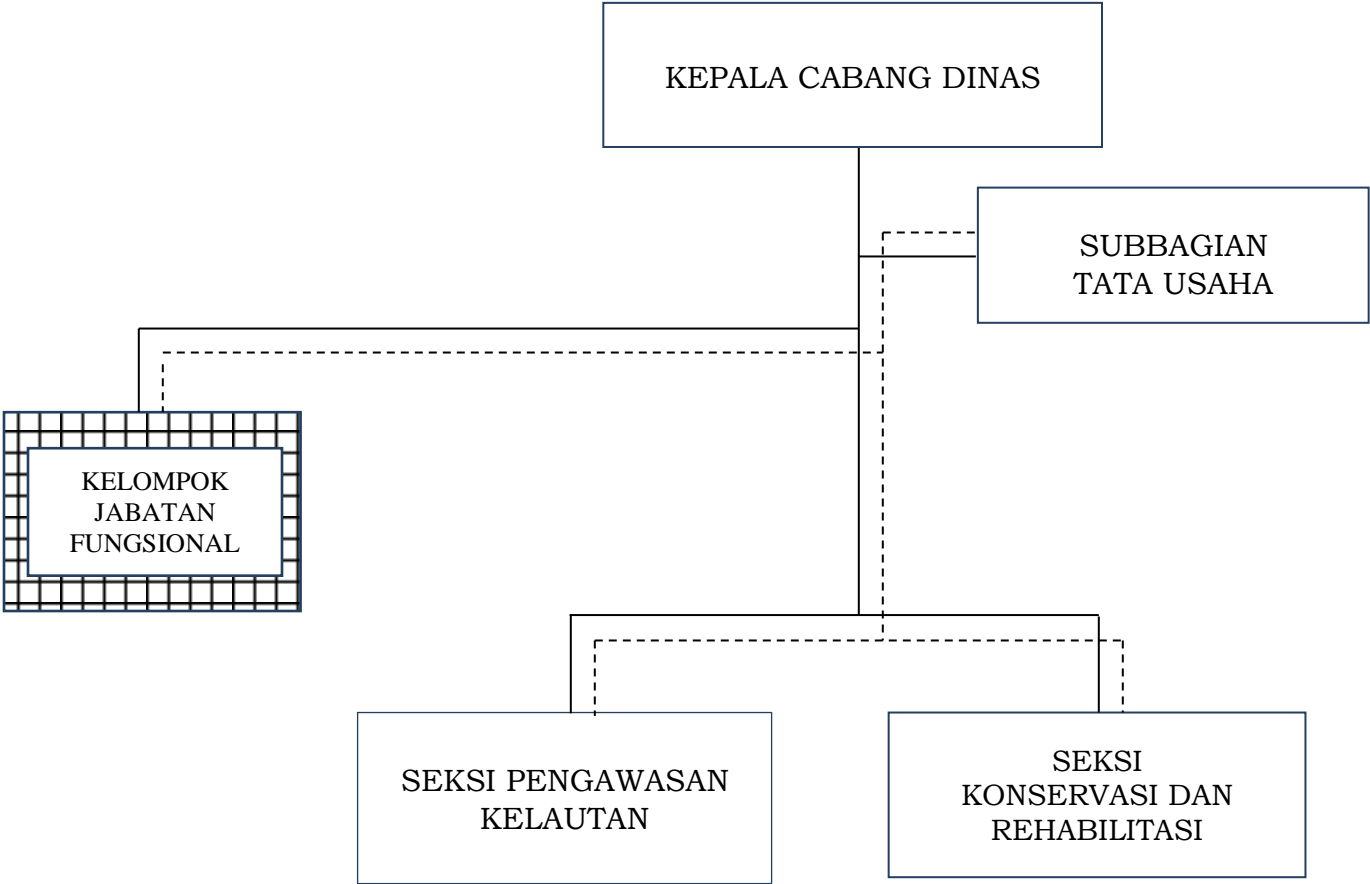 KEPALA CABANG DINAS
SUBBAGIAN
TATA USAHA
KELOMPOK
JABATAN
FUNGSIONAL
SEKSI PENGAWASAN
KELAUTAN
SEKSI
KONSERVASI DAN
REHABILITASI